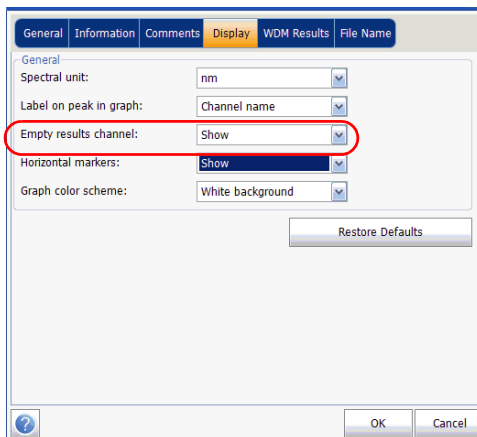 General Information Comments Display WDM Results File Name
General
Spectral unit: nm
Label on peak in graph: Channel name
Empty results channel: Show
Horizontal markers: Show
Graph color scheme: White background
Restore Defaults
? OK Cancel